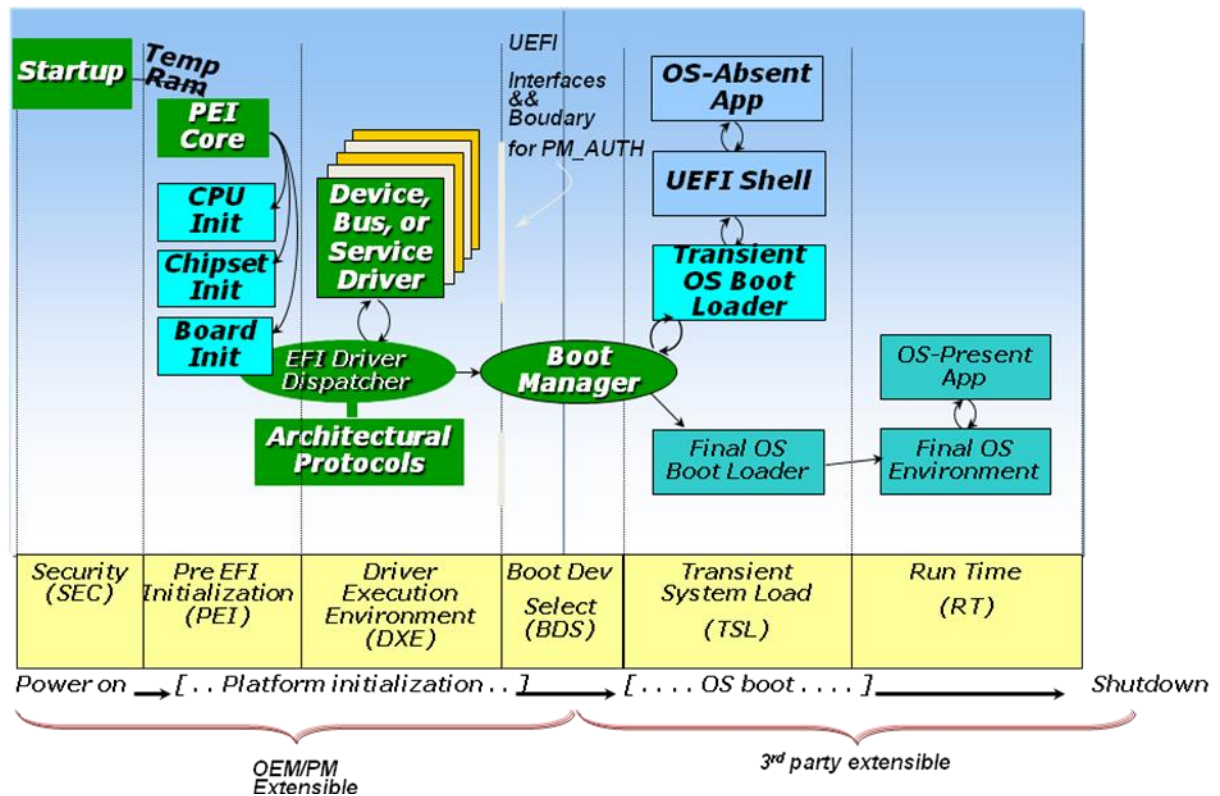 Startup
Temp
Ram
PEI
Core
CPU
Init
Chipset
Init
Board
Init
Device,
Bus, or
Service
Driver
EFI Driver
Dispatcher
Architectural
Protocols
UEFI
Interfaces
&&
Boudary
for PM_AUTH
Boot
Manager
OS-Absent
App
UEFI Shell
Transient
OS Boot
Loader
Final OS
Boot Loader
OS-Present
App
Final OS
Environment
Security
(SEC)
Pre EFI
Initialization
(PEI)
Driver
Execution
Environment
(DXE)
Boot Dev
Select
(BDS)
Transient
System Load
(TSL)
Run Time
(RT)
Power on [ . . Platform initialization . . ] [ . . . . OS boot . . . . ] Shutdown
OEM/PM
Extensible
3rd party extensible